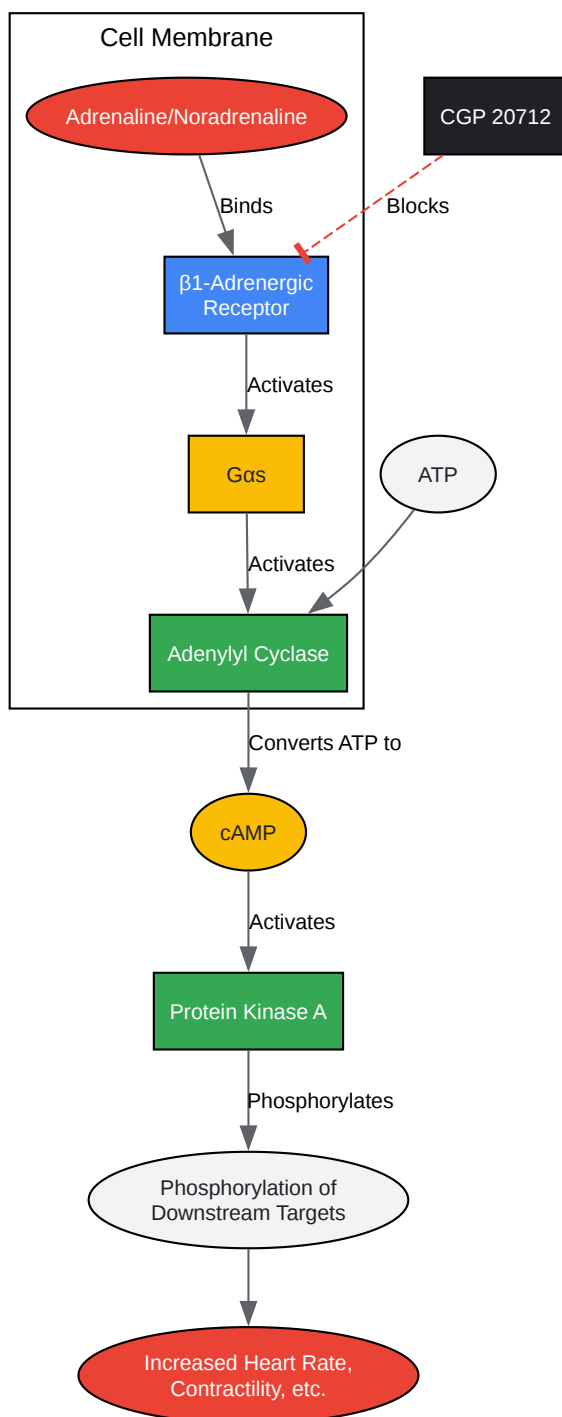 Cell Membrane
Adrenaline/Noradrenaline
CGP 20712
Binds
Blocks
β1-Adrenergic
Receptor
Activates
Gαs
ATP
Activates
Adenylyl Cyclase
Converts ATP to
cAMP
Activates
Protein Kinase A
Phosphorylates
Phosphorylation of
Downstream Targets
Increased Heart Rate,
Contractility, etc.